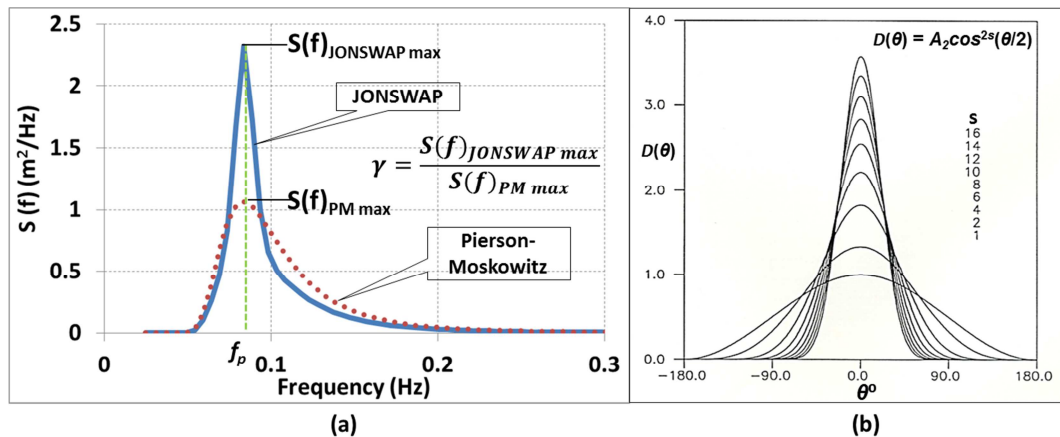 2.5
2
1.5
1
0.5
0
S (f) (m²/Hz)
S(f)JONSWAP max
JONSWAP
γ = S(f)JONSWAP max / S(f)PM max
S(f)PM max
Pierson-
Moskowitz
0
fp
0.1
0.2
0.3
Frequency (Hz)
(a)
4.0
3.0
D(θ)
2.0
1.0
0.0
D(θ) = A₂cos²ˢ(θ/2)
s
16
14
12
10
8
6
4
2
1
−180.0
−90.0
0.0
90.0
180.0
θº
(b)